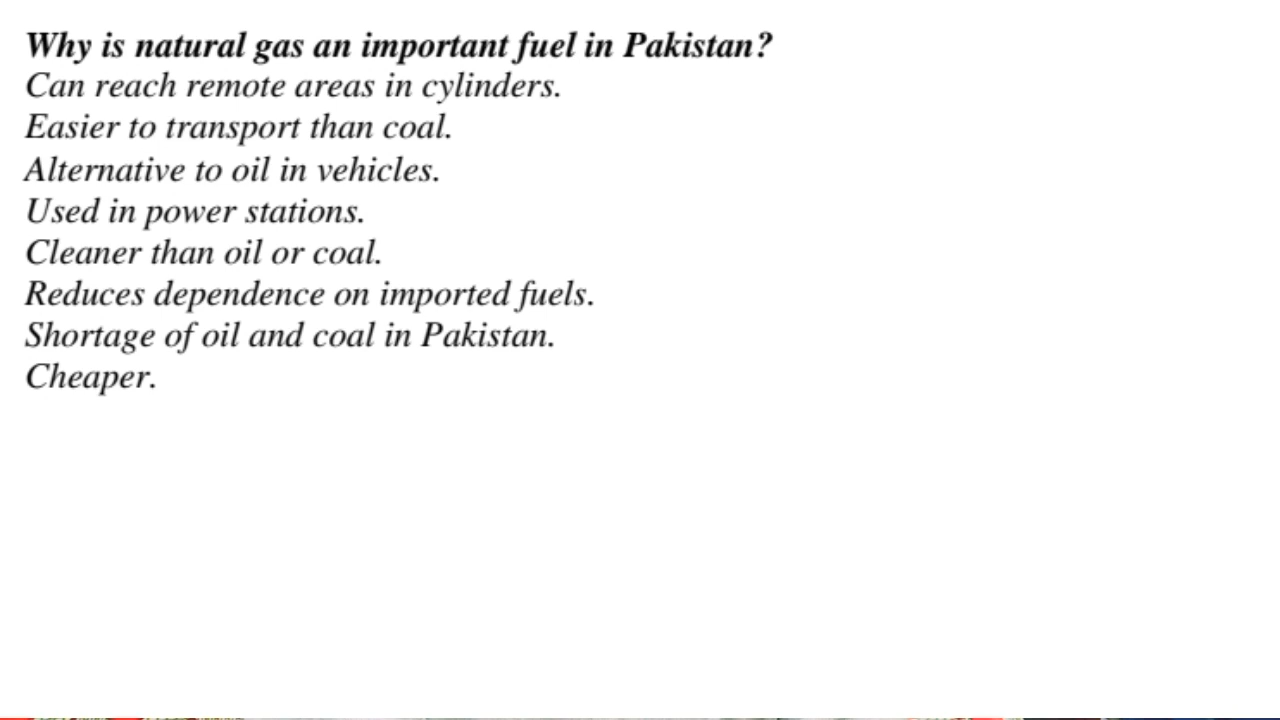 Why is natural gas an important fuel in Pakistan?
Can reach remote areas in cylinders.
Easier to transport than coal.
Alternative to oil in vehicles.
Used in power stations.
Cleaner than oil or coal.
Reduces dependence on imported fuels.
Shortage of oil and coal in Pakistan.
Cheaper.